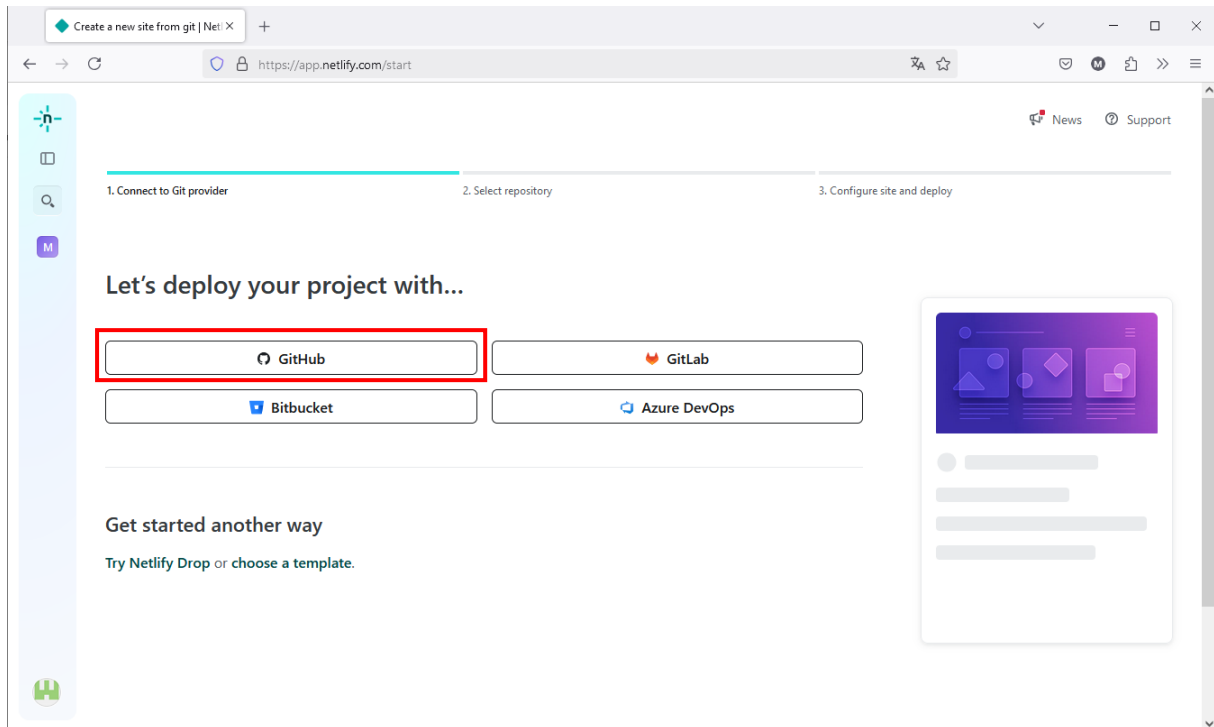 Create a new site from git | Netl
https://app.netlify.com/start
M
News
Support
n
M
1. Connect to Git provider
2. Select repository
3. Configure site and deploy
Let's deploy your project with…
GitHub
GitLab
Bitbucket
Azure DevOps
Get started another way
Try Netlify Drop or choose a template.